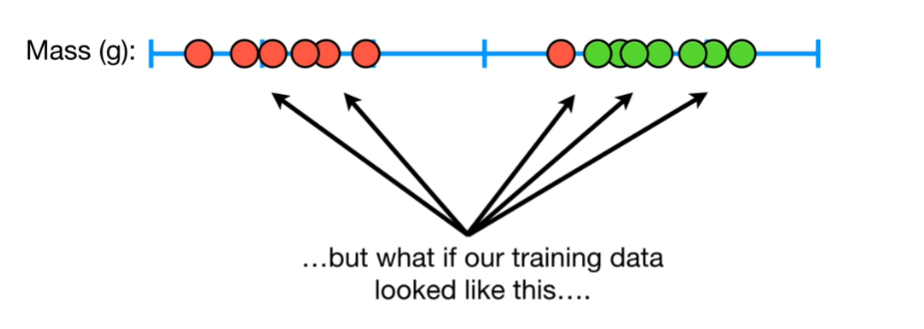 Mass (g):
...but what if our training data
looked like this....